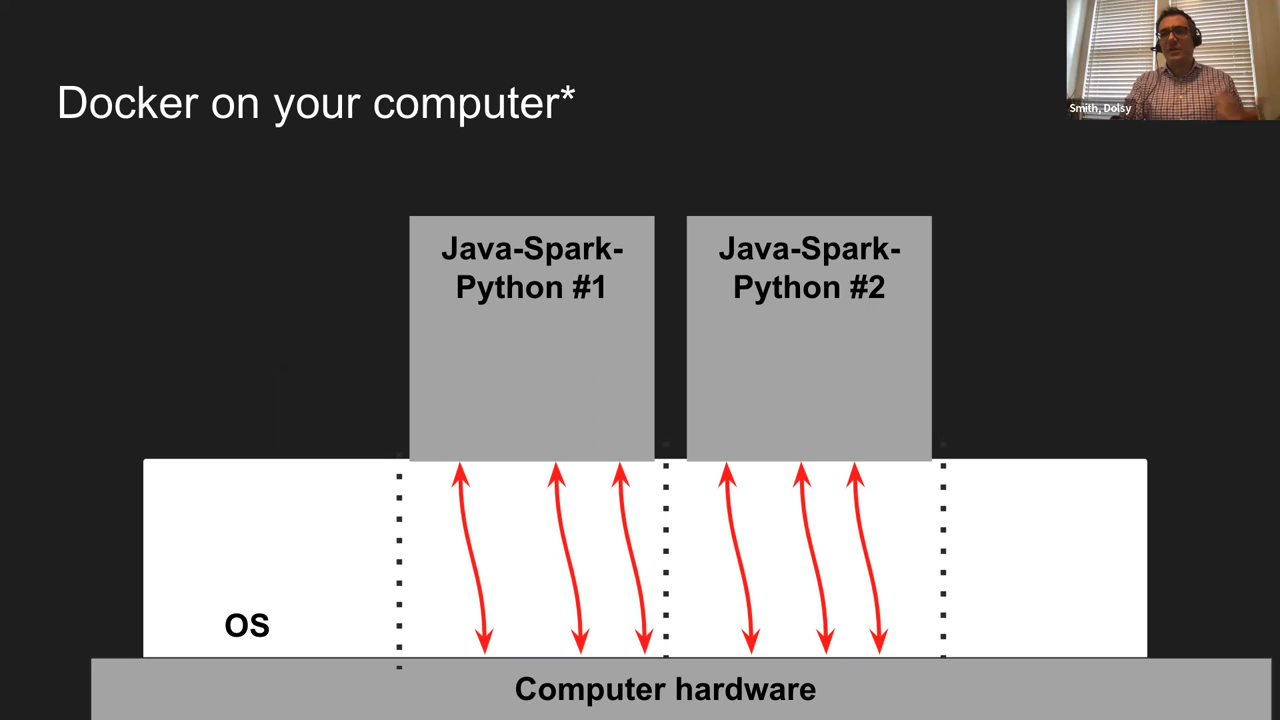 Docker on your computer*
Smith, Dolsy
Java-Spark-
Python #1
Java-Spark-
Python #2
OS
Computer hardware